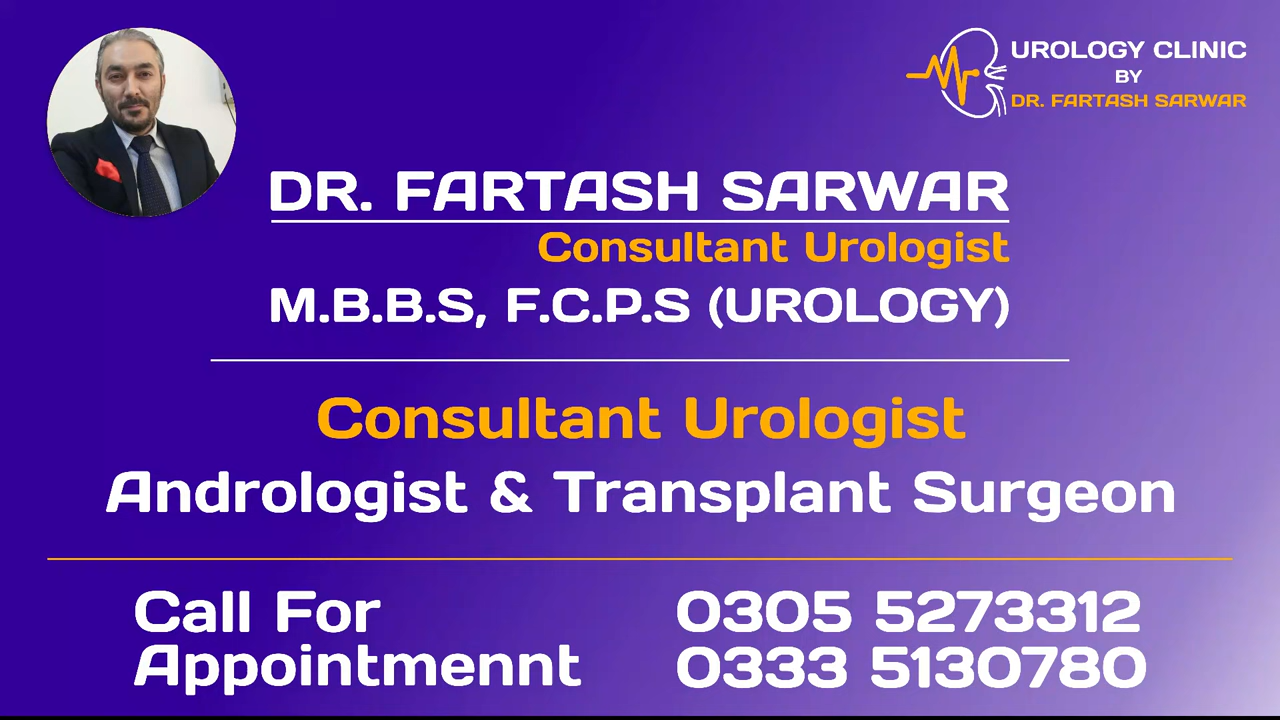 UROLOGY CLINIC
BY
DR. FARTASH SARWAR
DR. FARTASH SARWAR
Consultant Urologist
M.B.B.S, F.C.P.S (UROLOGY)
Consultant Urologist
Andrologist & Transplant Surgeon
Call For
Appointmennt
0305 5273312
0333 5130780